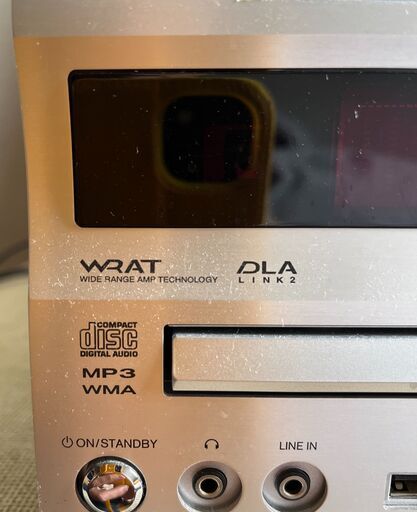 WRAT
WIDE RANGE AMP TECHNOLOGY
DLA
LINK2
COMPACT
disc
DIGITAL AUDIO
MP3
WMA
ON/STANDBY
LINE IN